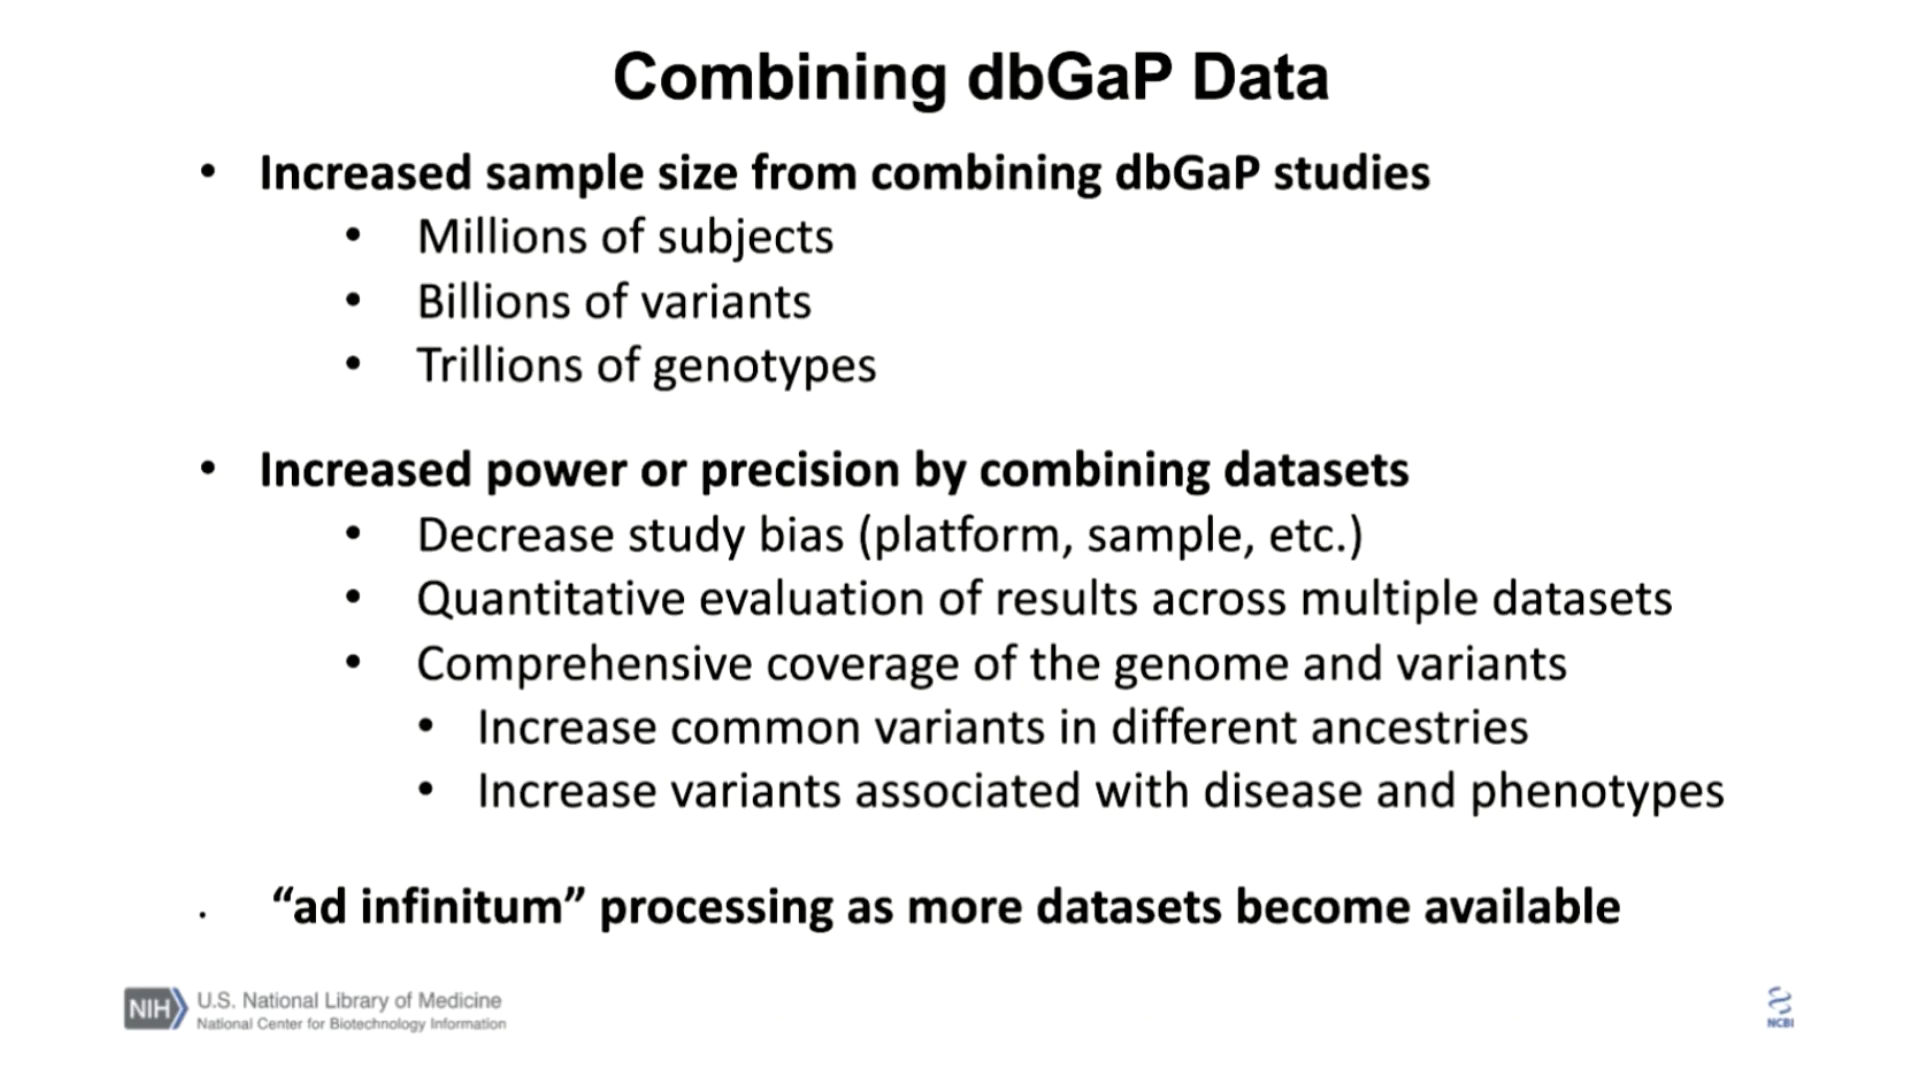 Combining dbGaP Data
• Increased sample size from combining dbGaP studies
• Millions of subjects
• Billions of variants
• Trillions of genotypes
• Increased power or precision by combining datasets
• Decrease study bias (platform, sample, etc.)
• Quantitative evaluation of results across multiple datasets
• Comprehensive coverage of the genome and variants
• Increase common variants in different ancestries
• Increase variants associated with disease and phenotypes
• “ad infinitum” processing as more datasets become available
NIH U.S. National Library of Medicine
National Center for Biotechnology Information
NCBI